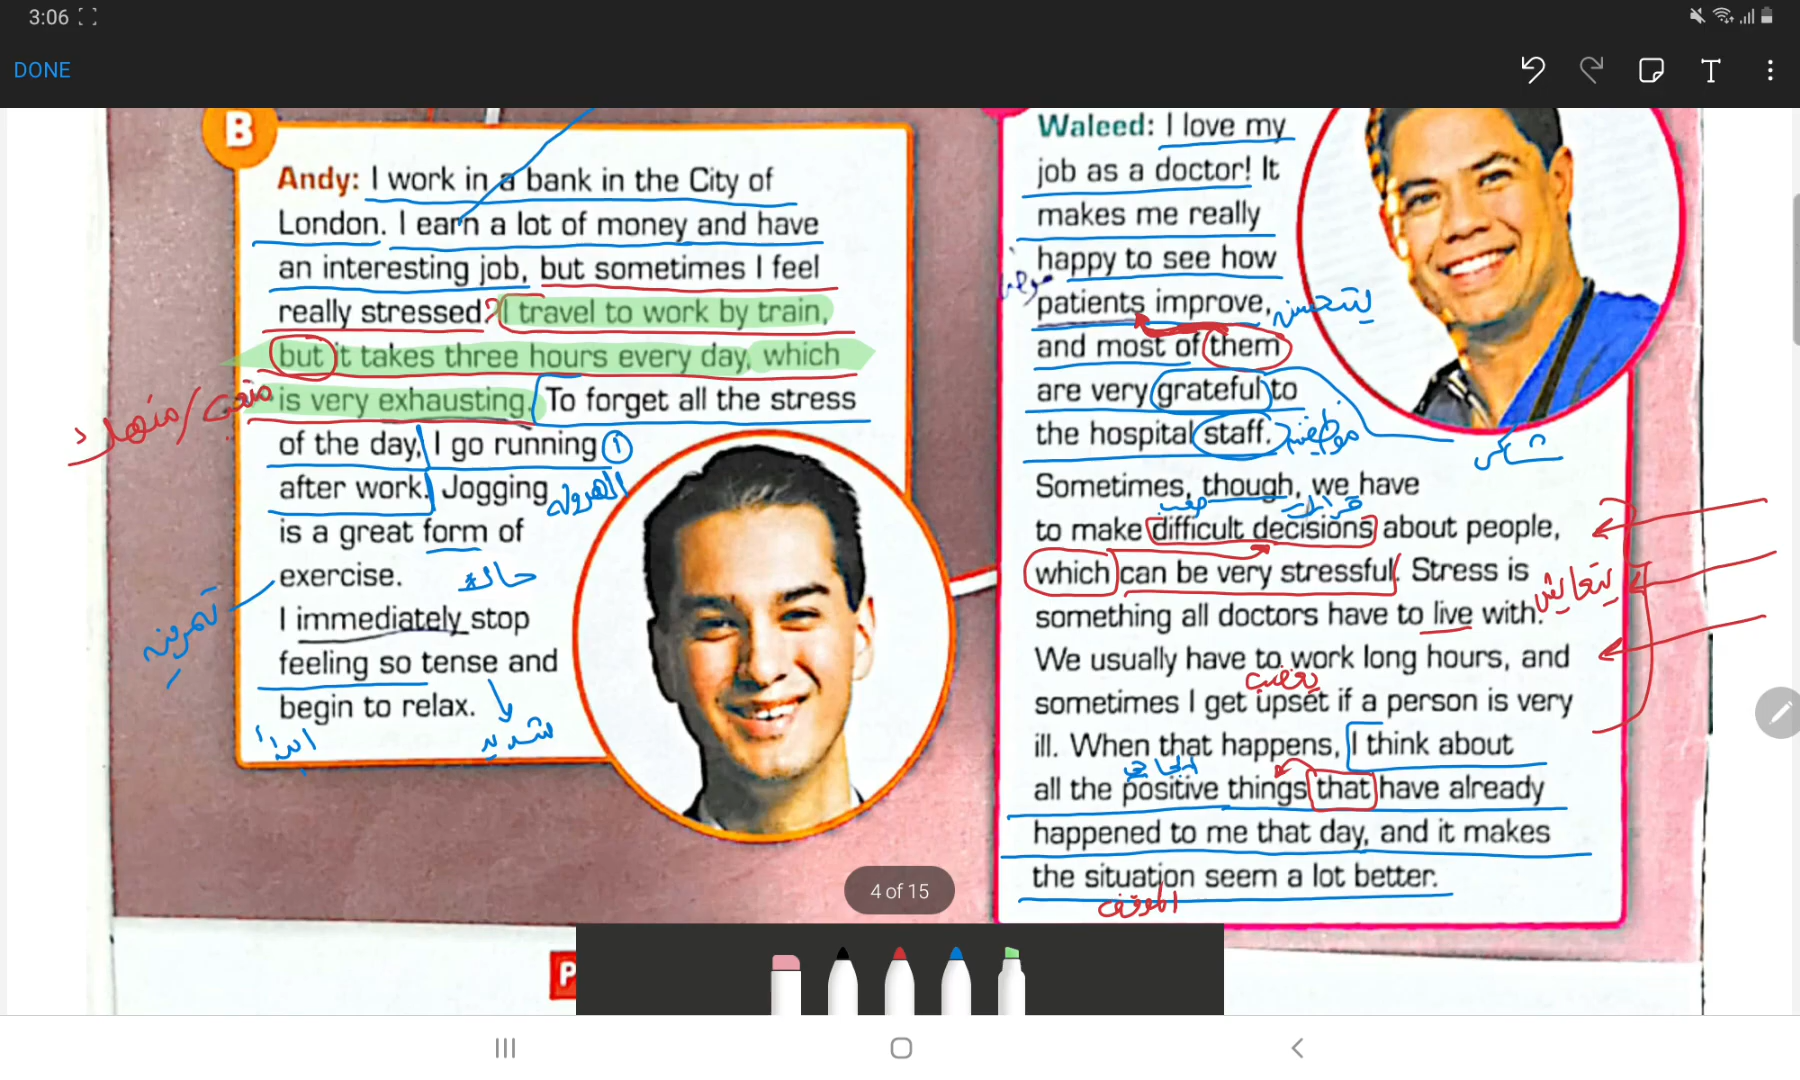 3:06
DONE
B
Andy: I work in a bank in the City of
London. I earn a lot of money and have
an interesting job, but sometimes I feel
really stressed. I travel to work by train,
but it takes three hours every day, which
is very exhausting. To forget all the stress
متعب/منهك
of the day, I go running ①
after work. Jogging
الهرولة
is a great form of
exercise.
تمرين
I immediately stop
feeling so tense and
begin to relax.
شديد
ابدأ
Waleed: I love my
job as a doctor! It
makes me really
happy to see how
patients improve,
تتحسن
and most of them
are very grateful to
the hospital staff.
Sometimes, though, we have
صعب قرارات
to make difficult decisions about people,
which can be very stressful. Stress is
يتعايش
something all doctors have to live with.
We usually have to work long hours, and
sometimes I get upset if a person is very
ill. When that happens, I think about
all the positive things that have already
happened to me that day, and it makes
the situation seem a lot better.
الموقف
4 of 15
P